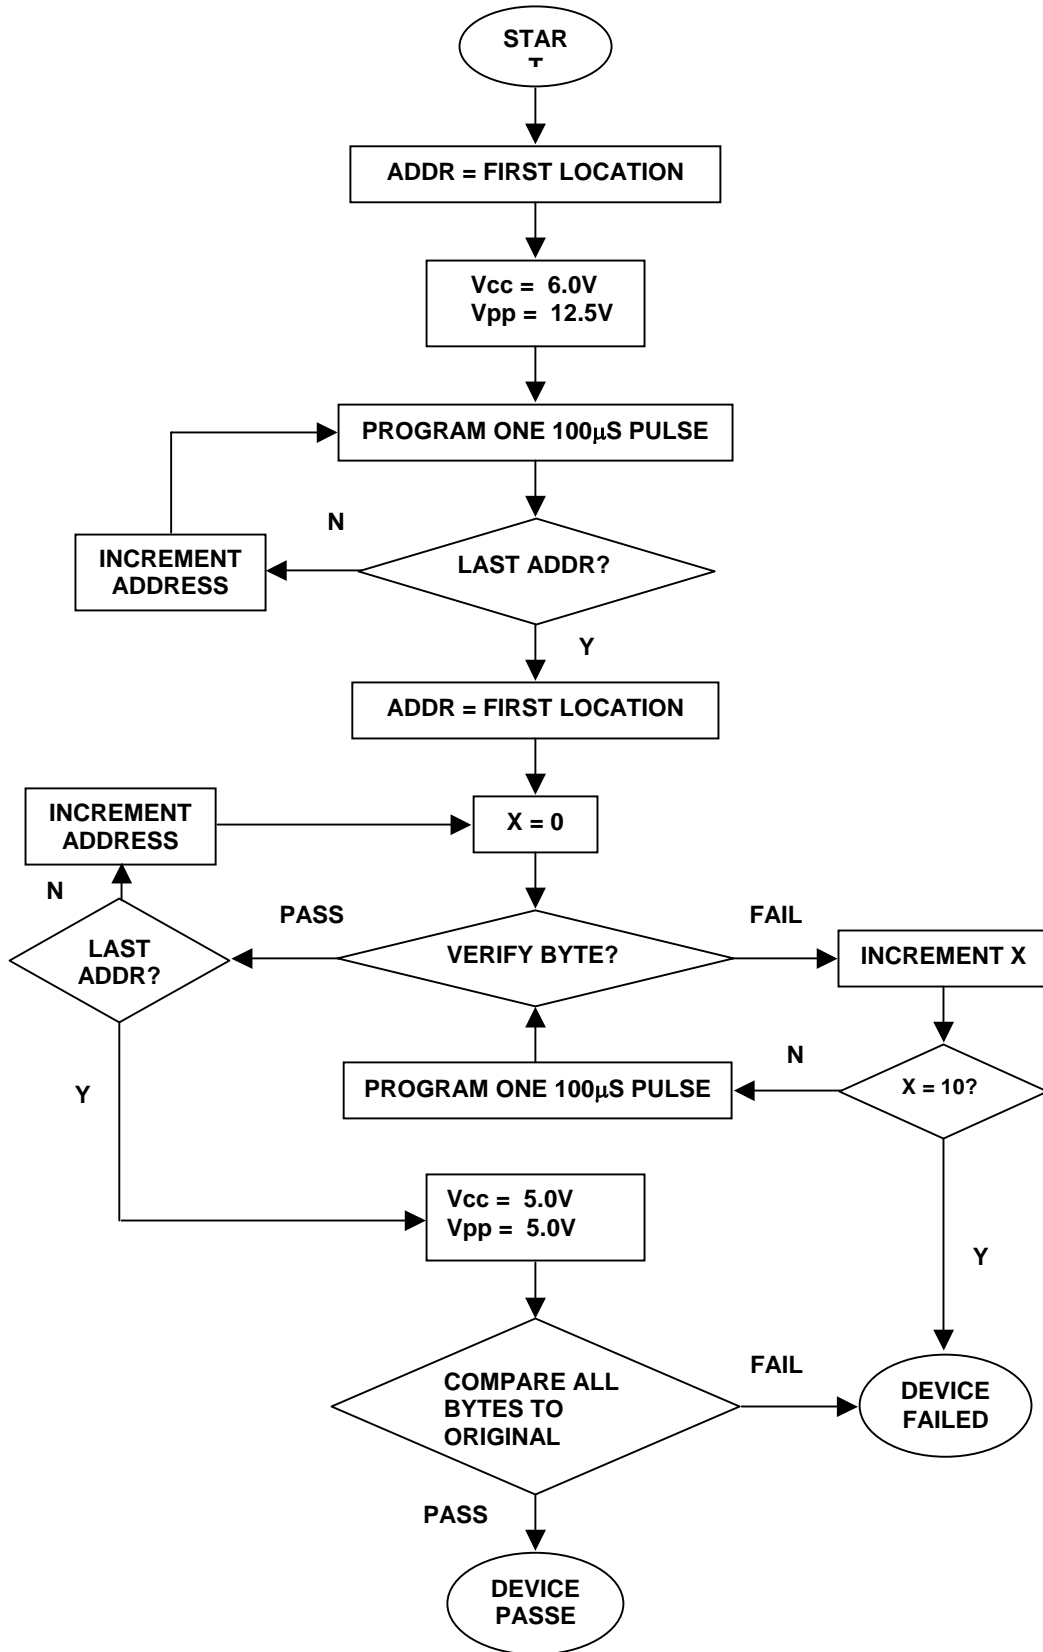 STAR
T
ADDR = FIRST LOCATION
Vcc = 6.0V
Vpp = 12.5V
PROGRAM ONE 100µS PULSE
N
INCREMENT
ADDRESS
LAST ADDR?
Y
ADDR = FIRST LOCATION
INCREMENT
ADDRESS
X = 0
N
PASS
FAIL
LAST
ADDR?
VERIFY BYTE?
INCREMENT X
N
Y
PROGRAM ONE 100µS PULSE
X = 10?
Vcc = 5.0V
Vpp = 5.0V
Y
COMPARE ALL
BYTES TO
ORIGINAL
FAIL
DEVICE
FAILED
PASS
DEVICE
PASSE